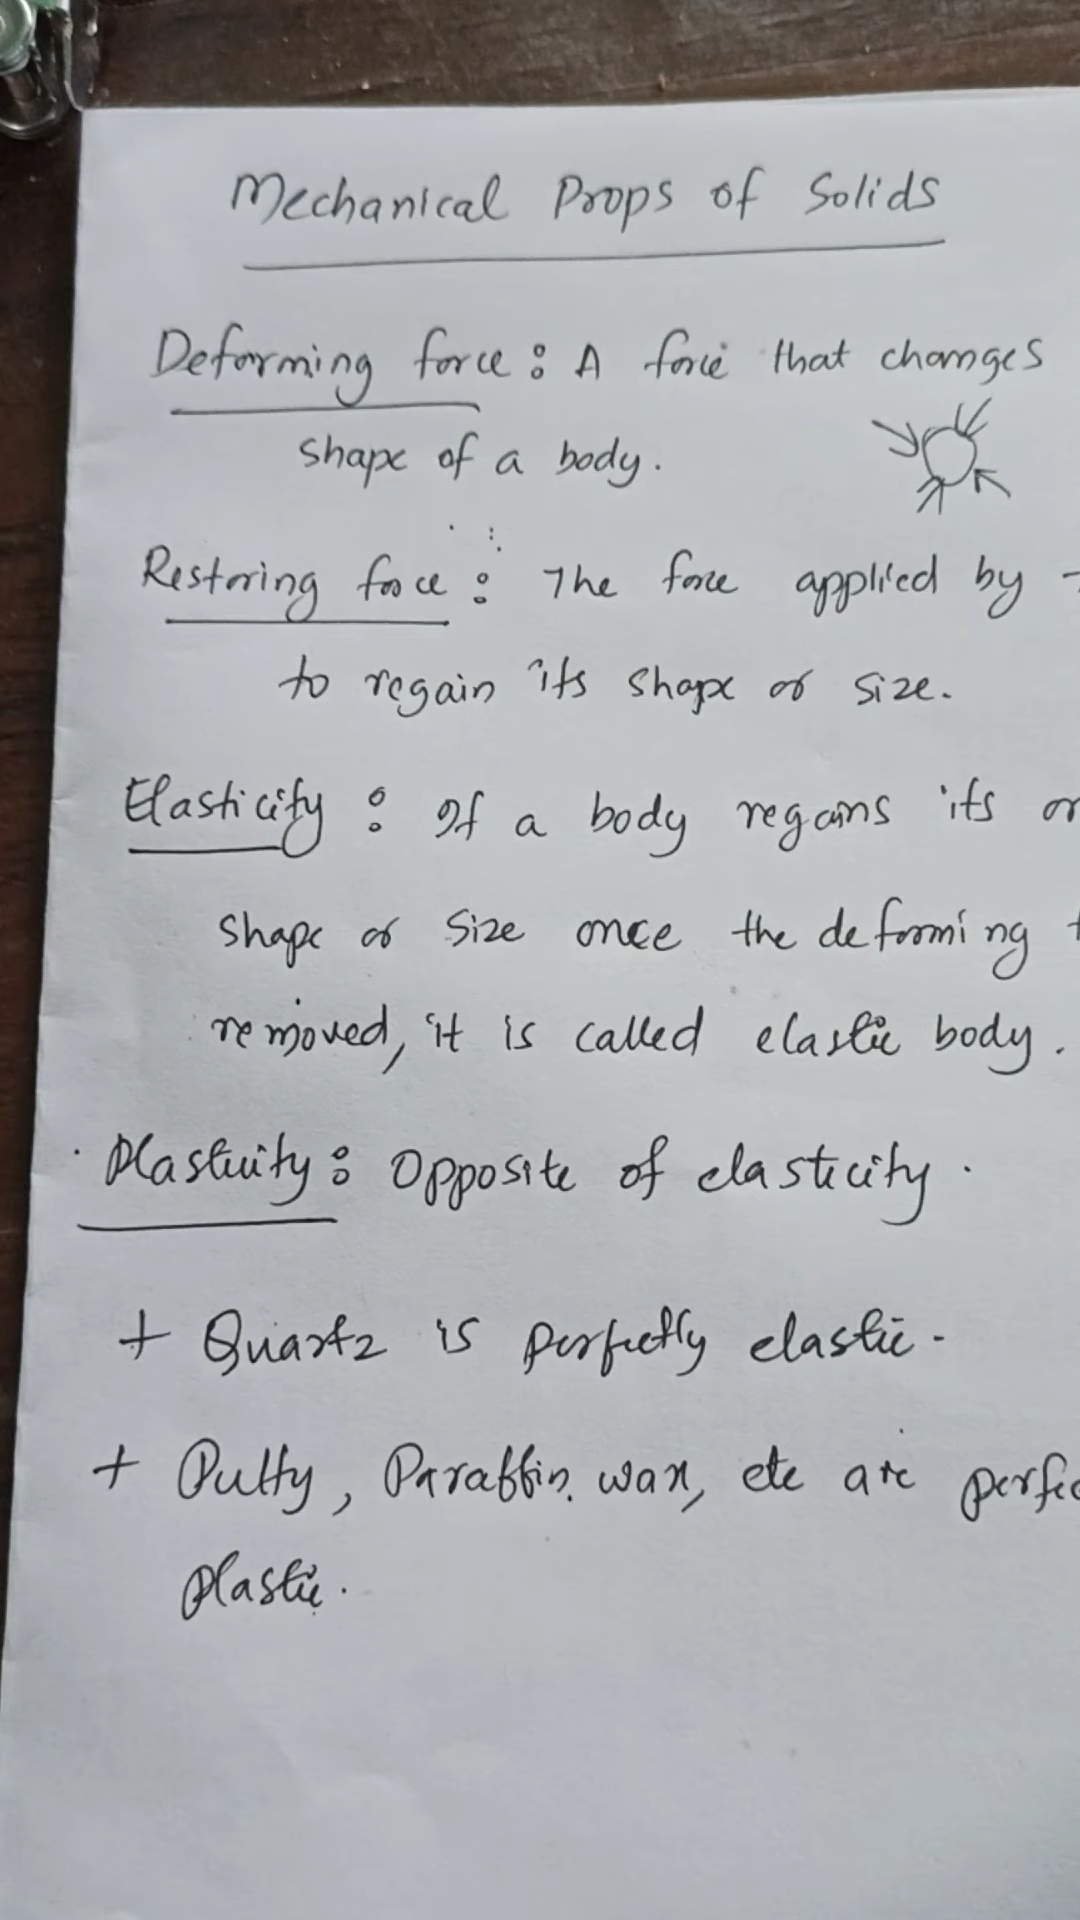 Mechanical Props of Solids
Deforming force : A force that changes
shape of a body.
Restoring force : The force applied by
to regain its shape or size.
Elasticity : If a body regains its or
shape or size once the deforming
removed, it is called elastic body.
Plasticity : Opposite of elasticity.
+ Quartz is perfectly elastic.
+ Putty, Paraffin wax, etc are perfec
plastic.